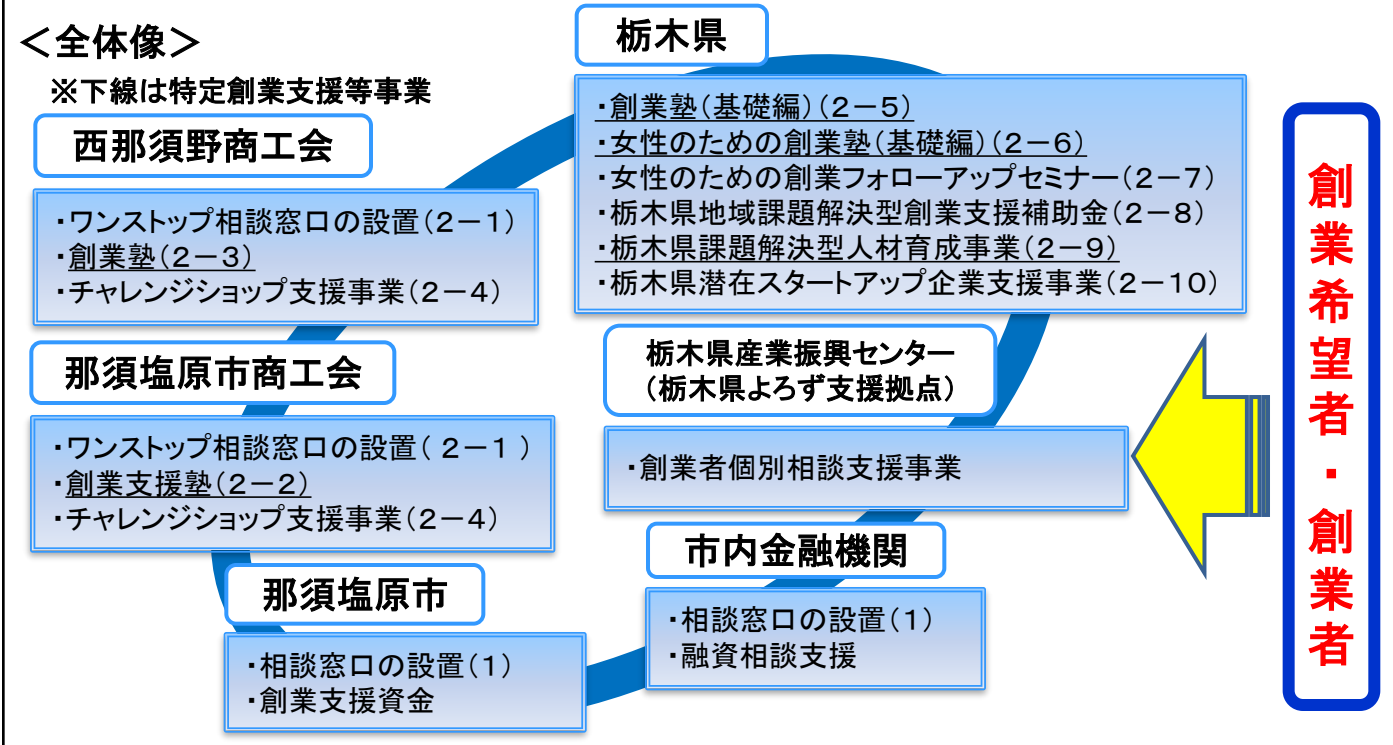 <全体像>
※下線は特定創業支援等事業
西那須野商工会
・ワンストップ相談窓口の設置(2-1)
・創業塾(2-3)
・チャレンジショップ支援事業(2-4)
那須塩原市商工会
・ワンストップ相談窓口の設置(2-1)
・創業支援塾(2-2)
・チャレンジショップ支援事業(2-4)
那須塩原市
・相談窓口の設置(1)
・創業支援資金
栃木県
・創業塾(基礎編)(2-5)
・女性のための創業塾(基礎編)(2-6)
・女性のための創業フォローアップセミナー(2-7)
・栃木県地域課題解決型創業支援補助金(2-8)
・栃木県課題解決型人材育成事業(2-9)
・栃木県潜在スタートアップ企業支援事業(2-10)
栃木県産業振興センター
(栃木県よろず支援拠点)
・創業者個別相談支援事業
市内金融機関
・相談窓口の設置(1)
・融資相談支援
創業希望者・創業者